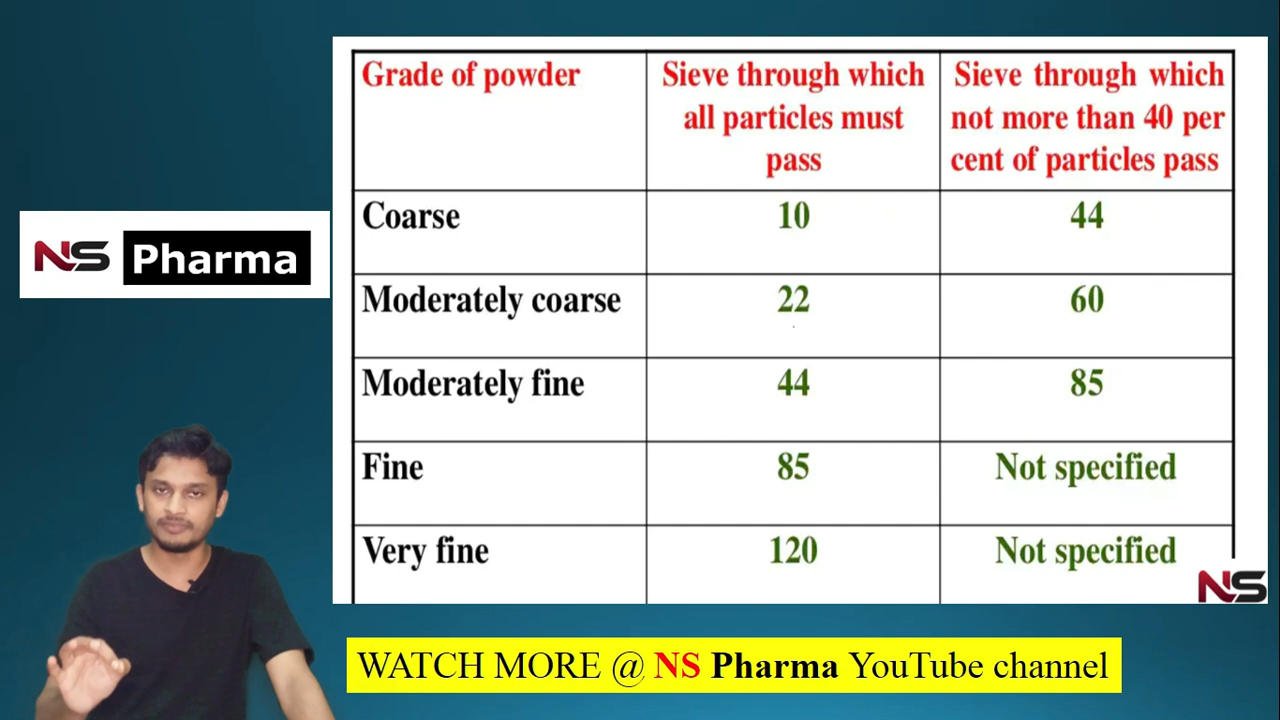 NS Pharma
Grade of powder
Sieve through which
all particles must
pass
Sieve through which
not more than 40 per
cent of particles pass
Coarse 10 44
Moderately coarse 22 60
Moderately fine 44 85
Fine 85 Not specified
Very fine 120 Not specified
NS
WATCH MORE @ NS Pharma YouTube channel